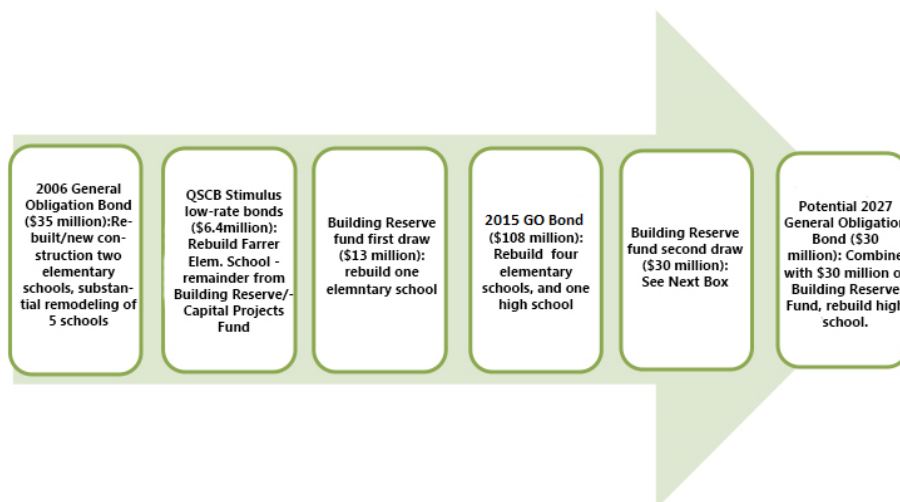 2006 General
Obligation Bond
($35 million):Re-
built/new con-
struction two
elementary
schools, substan-
tial remodeling of
5 schools
QSCB Stimulus
low-rate bonds
($6.4million):
Rebuild Farrer
Elem. School -
remainder from
Building Reserve/-
Capital Projects
Fund
Building Reserve
fund first draw
($13 million):
rebuild one
elemntary school
2015 GO Bond
($108 million):
Rebuild four
elementary
schools, and one
high school
Building Reserve
fund second draw
($30 million):
See Next Box
Potential 2027
General Obligation
Bond ($30
million): Combine
with $30 million o
Building Reserve
Fund, rebuild high
school.